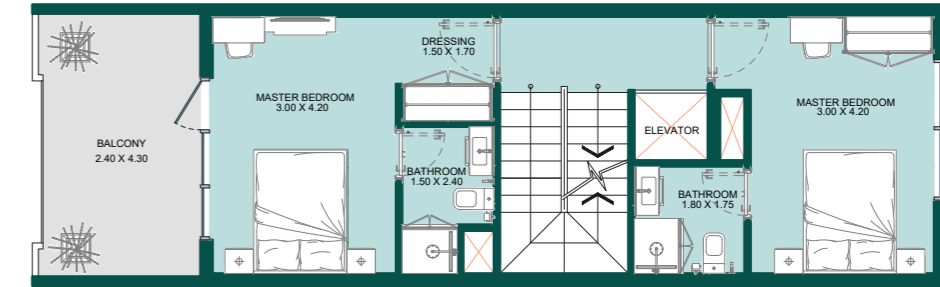 BALCONY
2.40 X 4.30
MASTER BEDROOM
3.00 X 4.20
DRESSING
1.50 X 1.70
BATHROOM
1.50 X 2.40
ELEVATOR
BATHROOM
1.80 X 1.75
MASTER BEDROOM
3.00 X 4.20